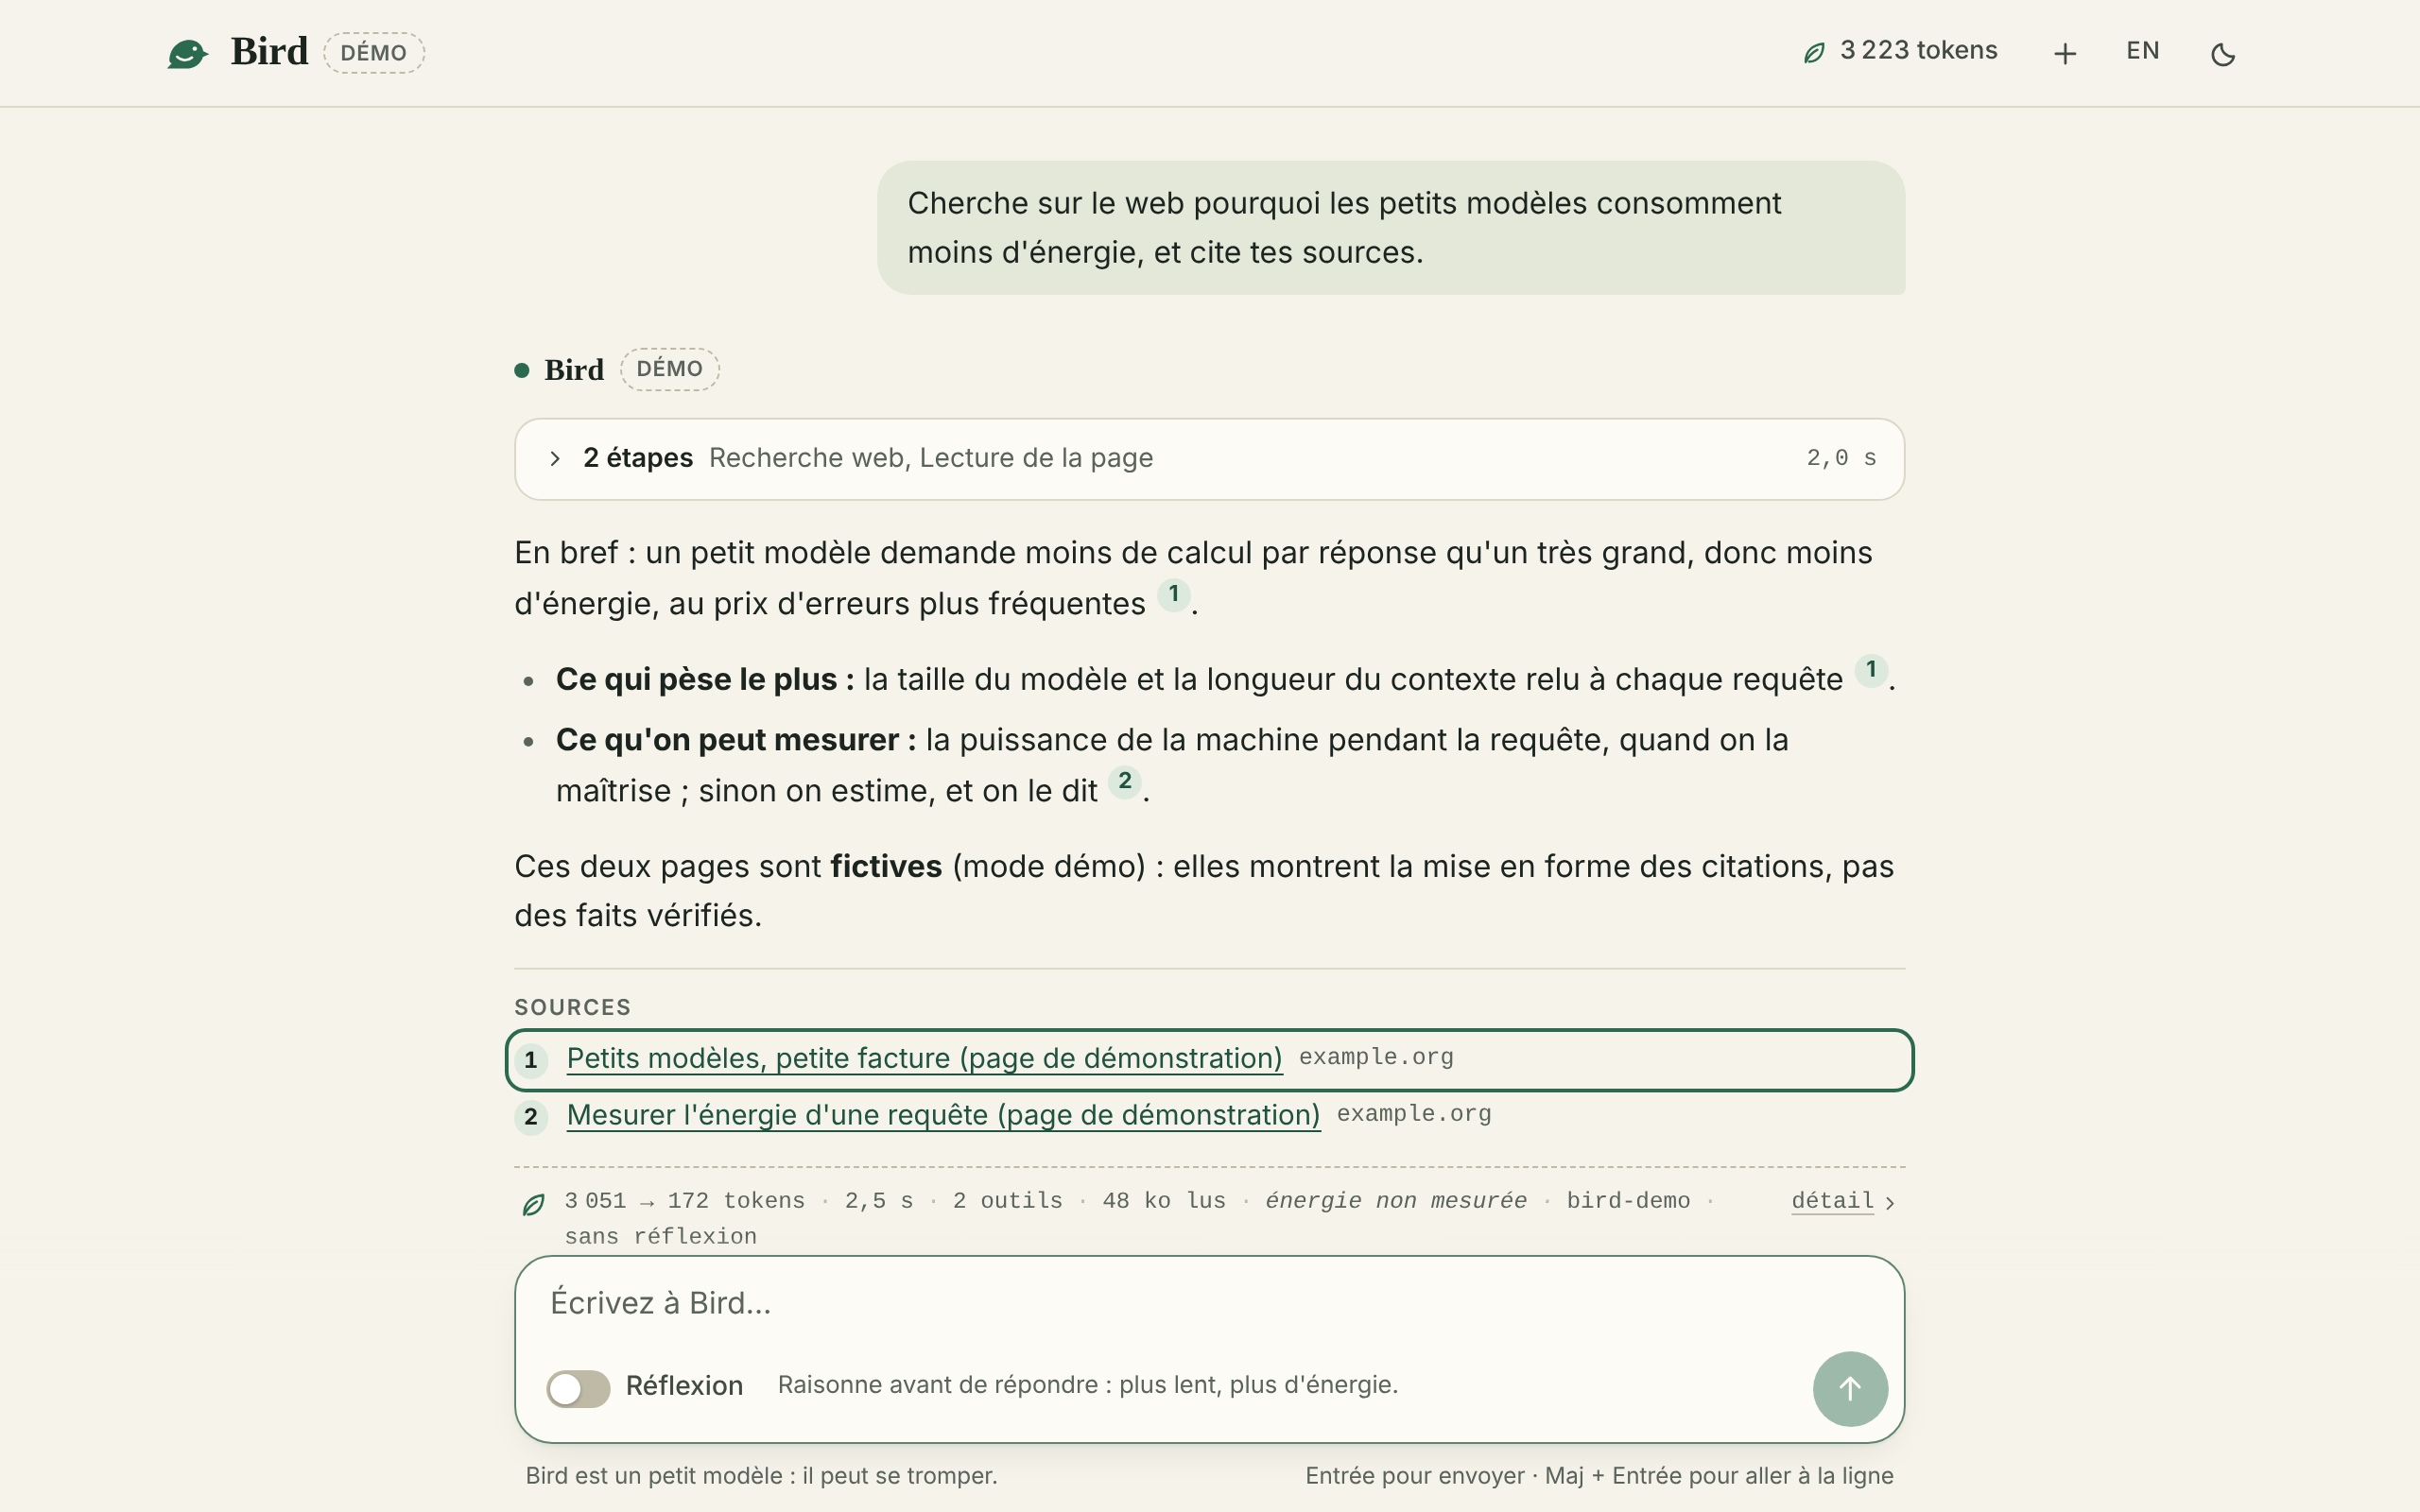 Bird DÉMO 3 223 tokens + EN
Cherche sur le web pourquoi les petits modèles consomment
moins d'énergie, et cite tes sources.
Bird DÉMO
2 étapes Recherche web, Lecture de la page 2,0 s
En bref : un petit modèle demande moins de calcul par réponse qu'un très grand, donc moins
d'énergie, au prix d'erreurs plus fréquentes 1.
• Ce qui pèse le plus : la taille du modèle et la longueur du contexte relu à chaque requête 1.
• Ce qu'on peut mesurer : la puissance de la machine pendant la requête, quand on la
maîtrise ; sinon on estime, et on le dit 2.
Ces deux pages sont fictives (mode démo) : elles montrent la mise en forme des citations, pas
des faits vérifiés.
SOURCES
1 Petits modèles, petite facture (page de démonstration) example.org
2 Mesurer l'énergie d'une requête (page de démonstration) example.org
3 051 → 172 tokens · 2,5 s · 2 outils · 48 ko lus · énergie non mesurée · bird-demo · détail
sans réflexion
Écrivez à Bird...
Réflexion Raisonne avant de répondre : plus lent, plus d'énergie.
Bird est un petit modèle : il peut se tromper. Entrée pour envoyer · Maj + Entrée pour aller à la ligne